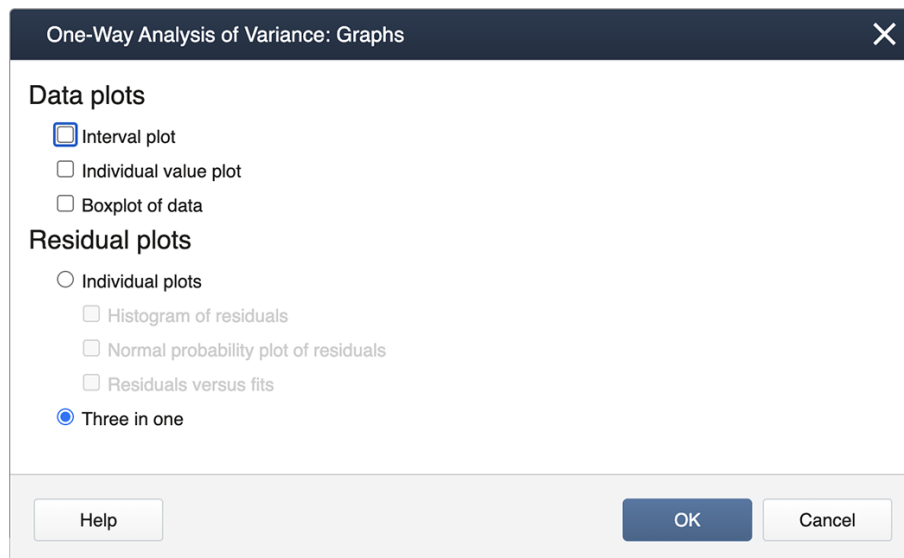 One-Way Analysis of Variance: Graphs
Data plots
Interval plot
Individual value plot
Boxplot of data
Residual plots
Individual plots
Histogram of residuals
Normal probability plot of residuals
Residuals versus fits
Three in one
Help
OK
Cancel